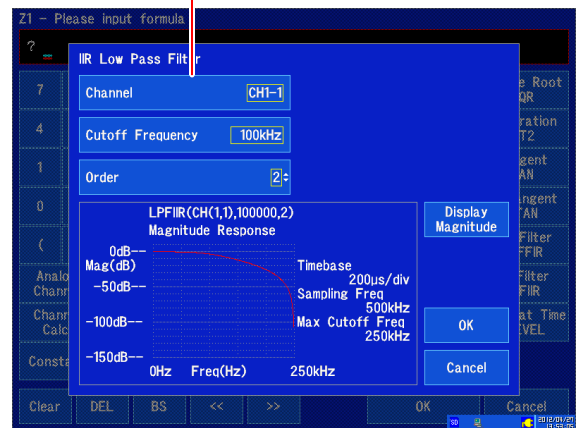 Z1 - Please input formula
?
IIR Low Pass Filter
Channel CH1-1
Cutoff Frequency 100kHz
Order 2
LPFIIR(CH(1,1),100000,2)
Magnitude Response
0dB--
Mag(dB)
-50dB--
-100dB--
-150dB--
0Hz Freq(Hz) 250kHz
Timebase
200µs/div
Sampling Freq
500kHz
Max Cutoff Freq
250kHz
Display
Magnitude
OK
Cancel
7
4
1
0
(
Analo
Chann
Chann
Calc
Consta
e Root
QR
ration
T2
gent
AN
ngent
TAN
Filter
FFIR
Filter
FIIR
at Time
EVEL
Clear DEL BS << >> OK Cancel
SD